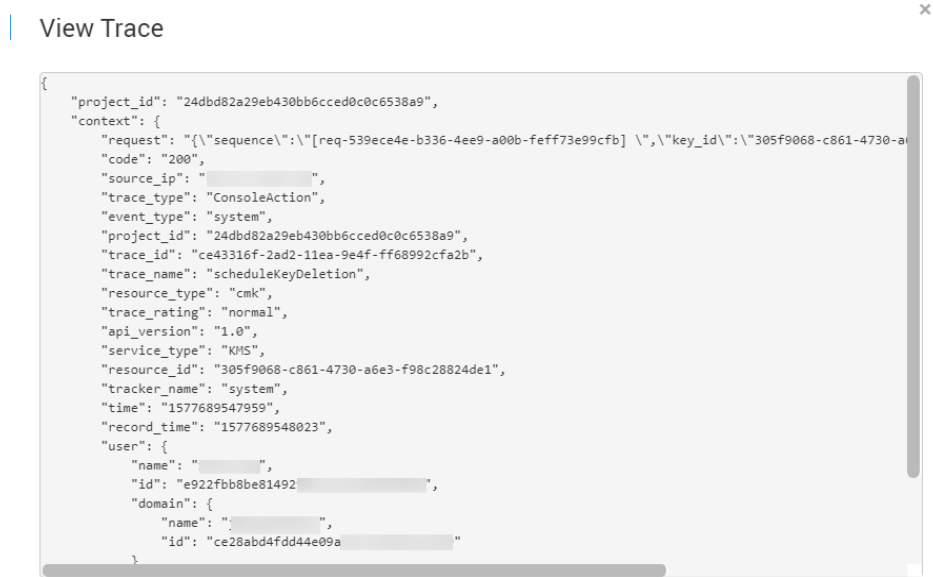 View Trace
×
{
"project_id": "24dbd82a29eb430bb6cced0c0c6538a9",
"context": {
"request": "{\"sequence\":\"[req-539ece4e-b336-4ee9-a00b-feff73e99cfb] \",\"key_id\":\"305f9068-c861-4730-a
"code": "200",
"source_ip": " ",
"trace_type": "ConsoleAction",
"event_type": "system",
"project_id": "24dbd82a29eb430bb6cced0c0c6538a9",
"trace_id": "ce43316f-2ad2-11ea-9e4f-ff68992cfa2b",
"trace_name": "scheduleKeyDeletion",
"resource_type": "cmk",
"trace_rating": "normal",
"api_version": "1.0",
"service_type": "KMS",
"resource_id": "305f9068-c861-4730-a6e3-f98c28824de1",
"tracker_name": "system",
"time": "1577689547959",
"record_time": "1577689548023",
"user": {
"name": " ",
"id": "e922fbb8be81492 ",
"domain": {
"name": " ",
"id": "ce28abd4fdd44e09a "
}